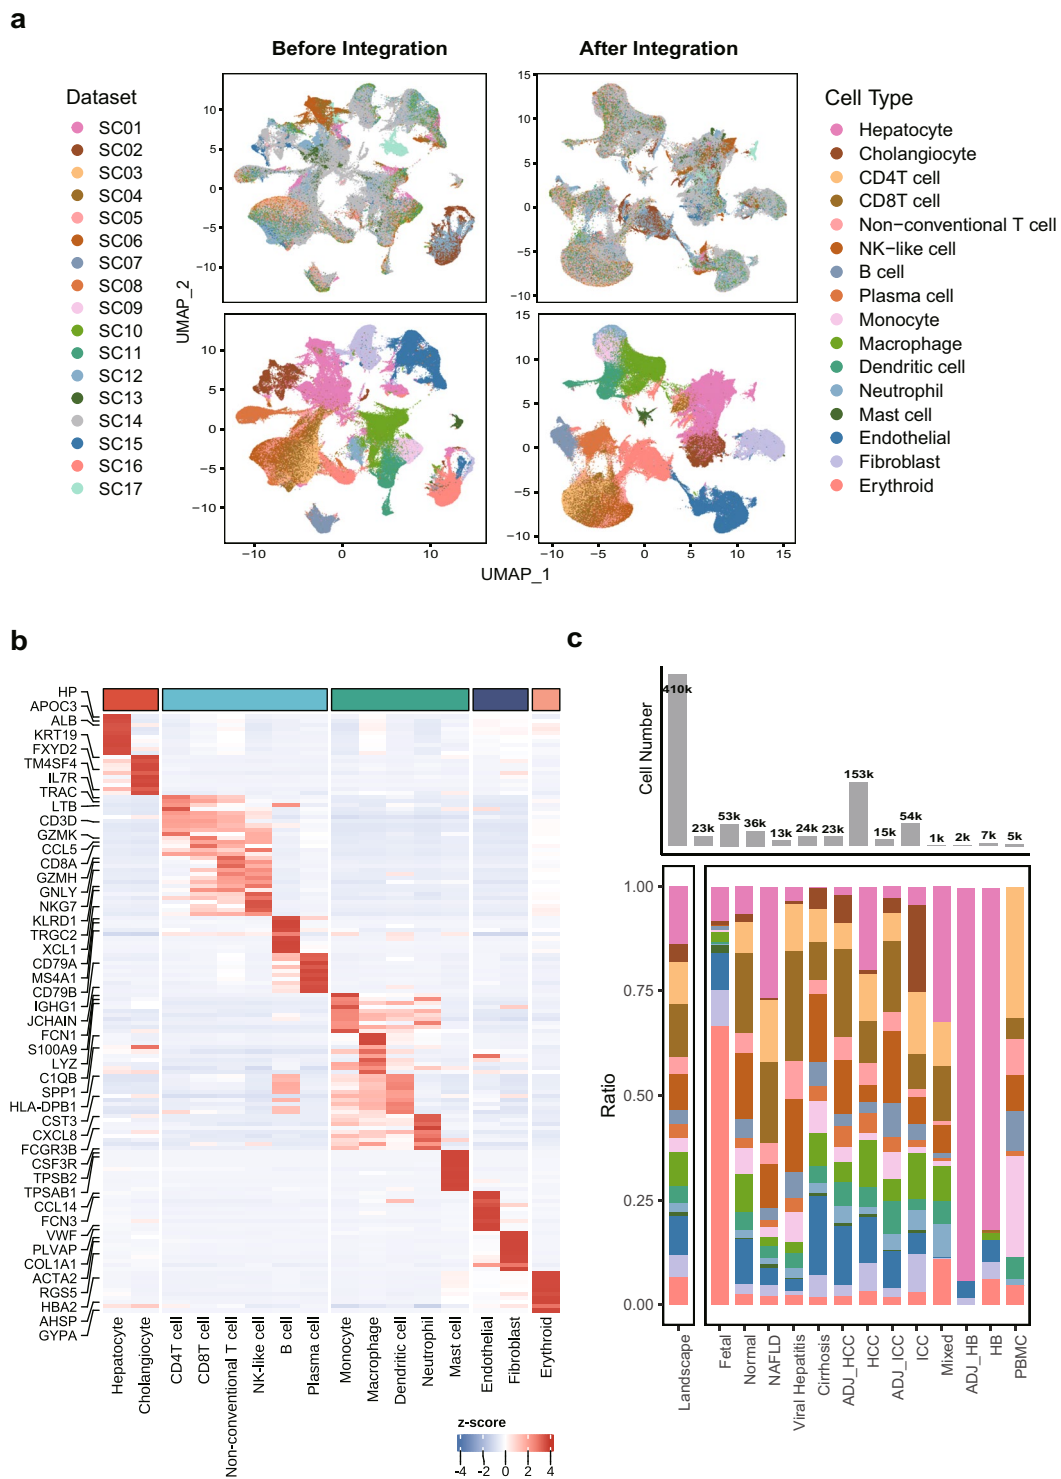 a
Before Integration
After Integration
Dataset
SC01
SC02
SC03
SC04
SC05
SC06
SC07
SC08
SC09
SC10
SC11
SC12
SC13
SC14
SC15
SC16
SC17
10
5
0
−5
−10
15
10
5
0
−5
−10
UMAP_2
10
5
0
−5
−10
15
10
5
0
−5
−10
−10
0
10
−10
−5
0
5
10
15
UMAP_1
Cell Type
Hepatocyte
Cholangiocyte
CD4T cell
CD8T cell
Non−conventional T cell
NK−like cell
B cell
Plasma cell
Monocyte
Macrophage
Dendritic cell
Neutrophil
Mast cell
Endothelial
Fibroblast
Erythroid
b
HP
APOC3
ALB
KRT19
FXYD2
TM4SF4
IL7R
TRAC
LTB
CD3D
GZMK
CCL5
CD8A
GZMH
GNLY
NKG7
KLRD1
TRGC2
XCL1
CD79A
MS4A1
CD79B
IGHG1
JCHAIN
FCN1
S100A9
LYZ
C1QB
SPP1
HLA-DPB1
CST3
CXCL8
FCGR3B
CSF3R
TPSB2
TPSAB1
CCL14
FCN3
VWF
PLVAP
COL1A1
ACTA2
RGS5
HBA2
AHSP
GYPA
Hepatocyte
Cholangiocyte
CD4T cell
CD8T cell
Non-conventional T cell
NK-like cell
B cell
Plasma cell
Monocyte
Macrophage
Dendritic cell
Neutrophil
Mast cell
Endothelial
Fibroblast
Erythroid
z-score
-4 -2 0 2 4
c
Cell Number
410k
23k
53k
36k
13k
24k
23k
153k
15k
54k
1k
2k
7k
5k
Ratio
1.00
0.75
0.50
0.25
0.00
Landscape
Fetal
Normal
NAFLD
Viral Hepatitis
Cirrhosis
ADJ_HCC
HCC
ADJ_ICC
ICC
Mixed
ADJ_HB
HB
PBMC